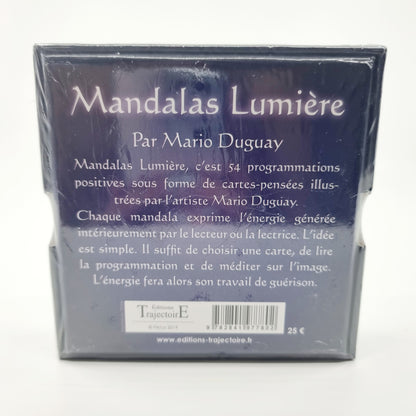 Mandalas Lumière
Par Mario Duguay
Mandalas Lumière, c'est 54 programmations
positives sous forme de cartes-pensées illus-
trées par l'artiste Mario Duguay.
Chaque mandala exprime l'énergie générée
intérieurement par le lecteur ou la lectrice. L'idée
est simple. Il suffit de choisir une carte, de lire
la programmation et de méditer sur l'image.
L'énergie fera alors son travail de guérison.
Éditions
TrajectoirE
25 €
www.editions-trajectoire.fr